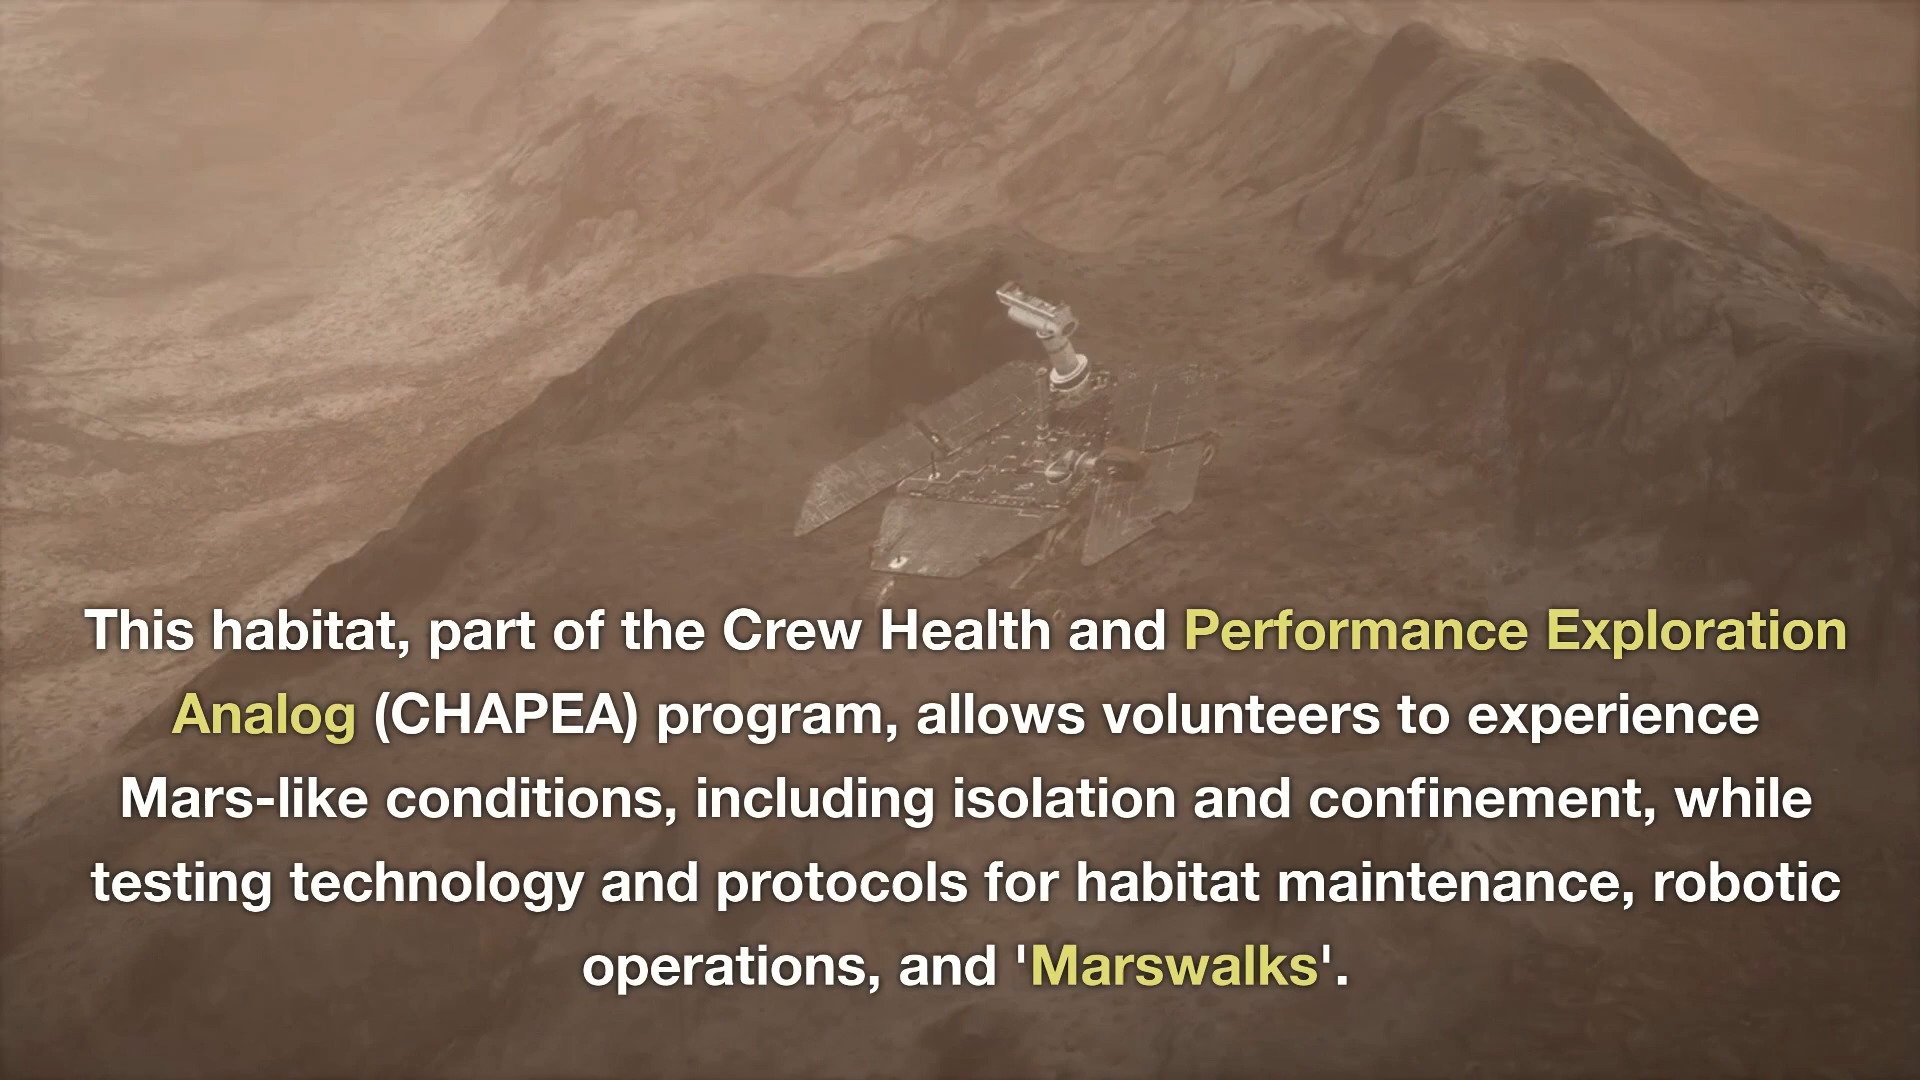 This habitat, part of the Crew Health and Performance Exploration
Analog (CHAPEA) program, allows volunteers to experience
Mars-like conditions, including isolation and confinement, while
testing technology and protocols for habitat maintenance, robotic
operations, and 'Marswalks'.